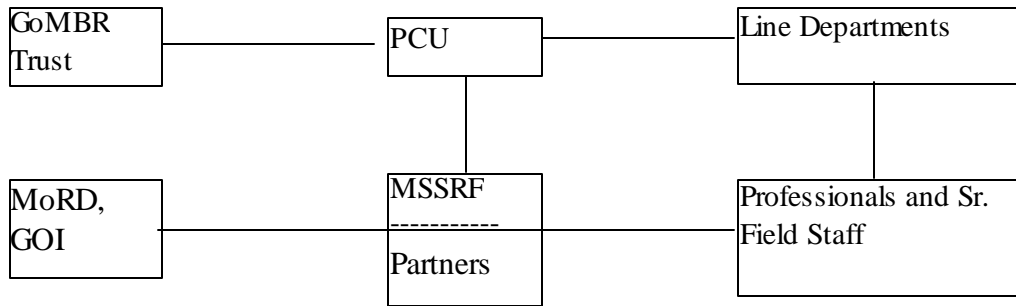 GoMBR
Trust
PCU
Line Departments
MoRD,
GOI
MSSRF
-----------
Partners
Professionals and Sr.
Field Staff